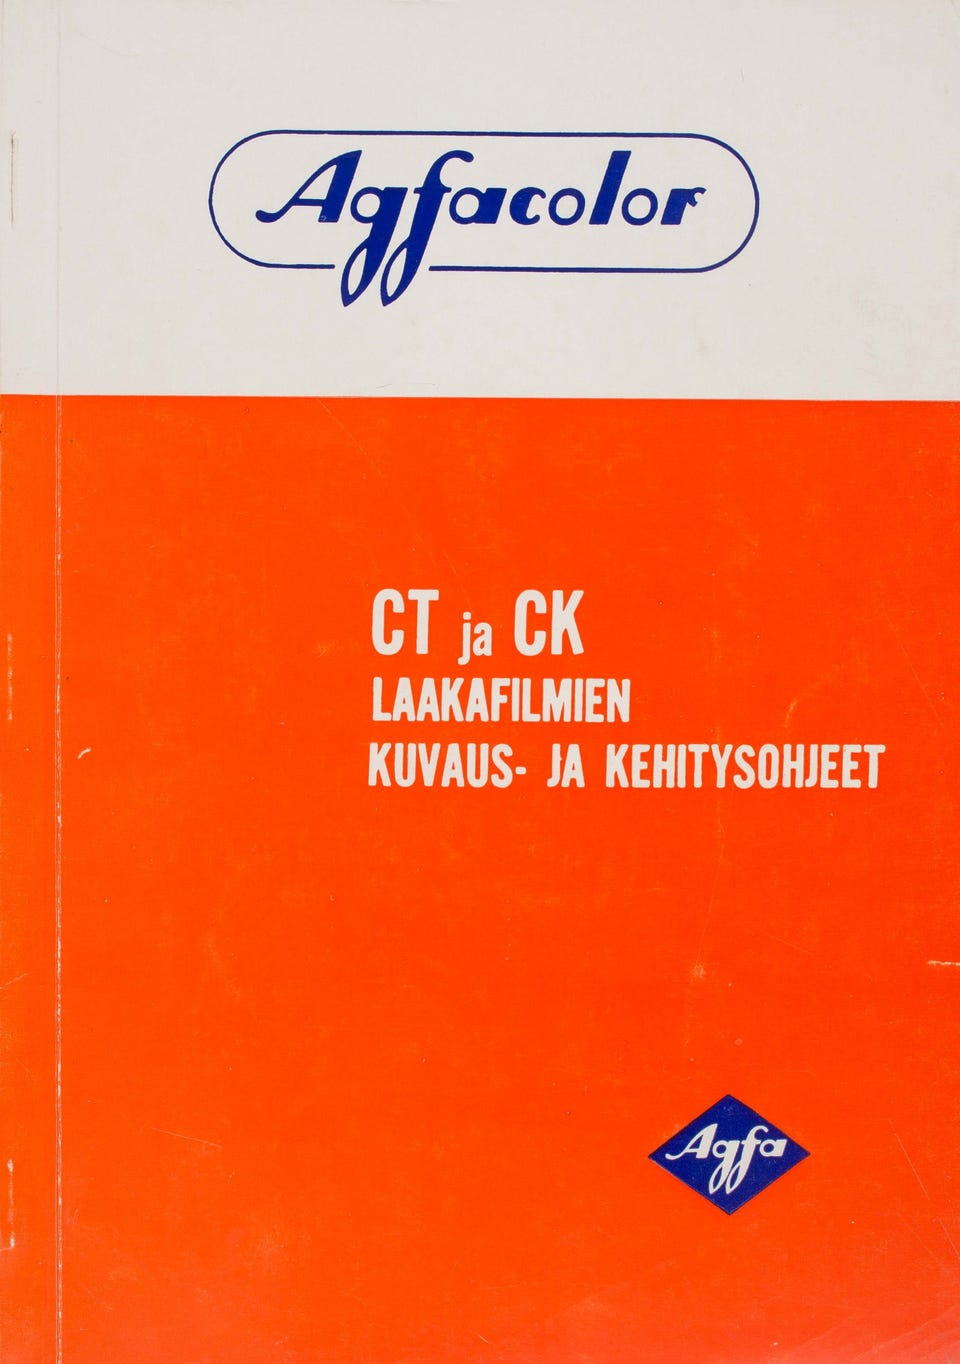 Agfacolor
CT ja CK
LAAKAFILMIEN
KUVAUS- JA KEHITYSOHJEET
Agfa